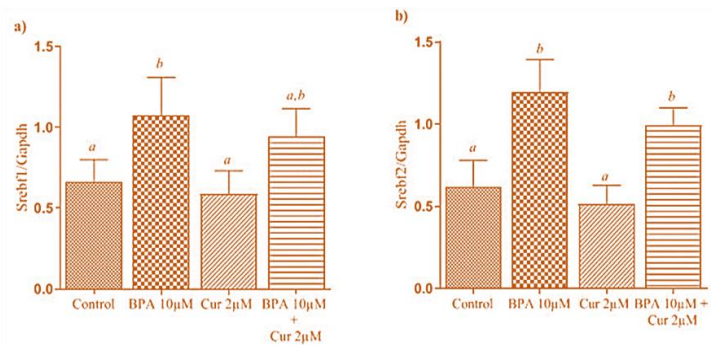 a)
Srebf1/Gapdh
1.5
1.0
0.5
0.0
a
b
a
a,b
Control
BPA 10µM
Cur 2µM
BPA 10µM
+
Cur 2µM
b)
Srebf2/Gapdh
1.5
1.0
0.5
0.0
a
b
a
b
Control
BPA 10µM
Cur 2µM
BPA 10µM +
Cur 2µM